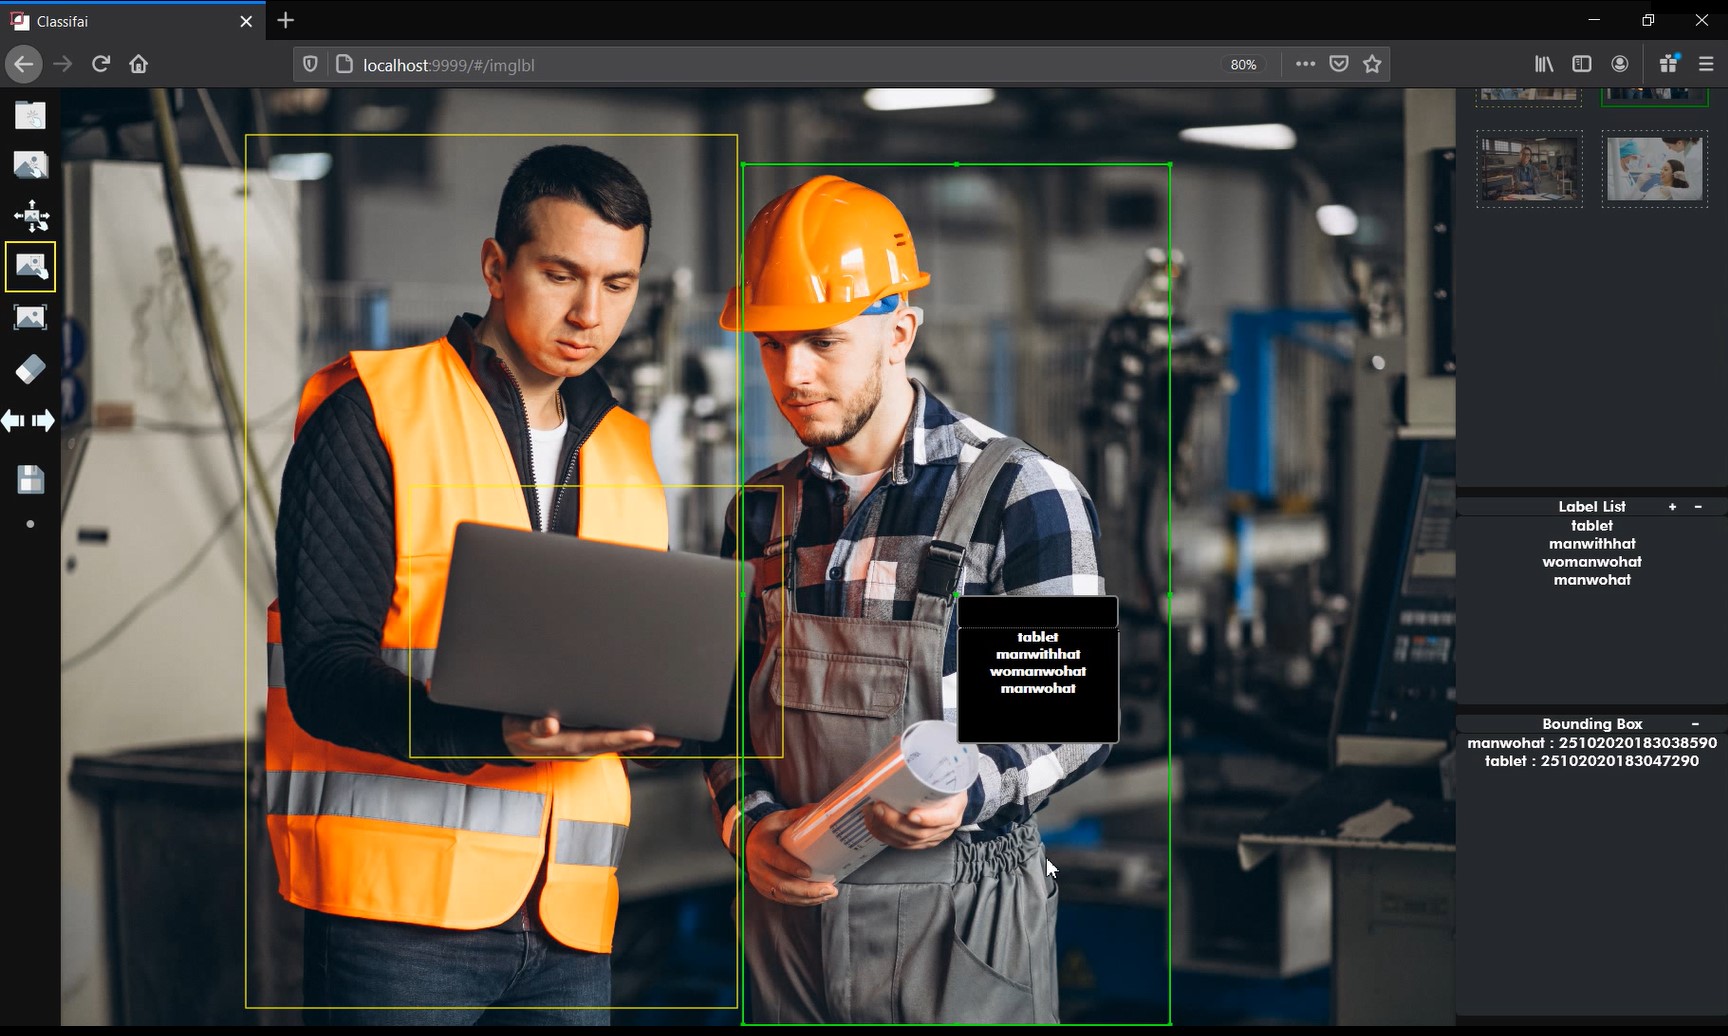 Classifai
localhost:9999/#/imglbl
80%
Label List + -
tablet
manwithhat
womanwohat
manwohat
tablet
manwithhat
womanwohat
manwohat
Bounding Box -
manwohat : 25102020183038590
tablet : 25102020183047290